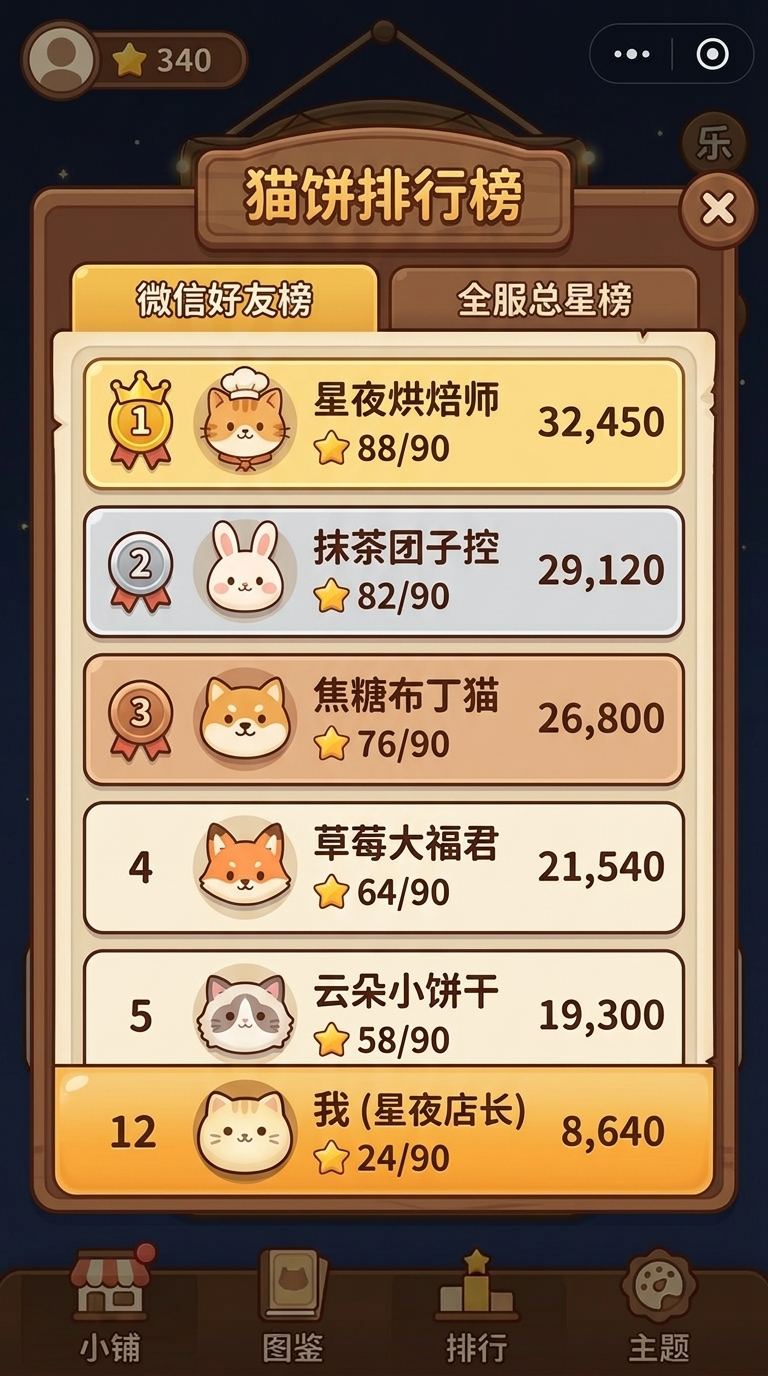 340
乐
猫饼排行榜
微信好友榜
全服总星榜
1
星夜烘焙师
88/90
32,450
2
抹茶团子控
82/90
29,120
3
焦糖布丁猫
76/90
26,800
4
草莓大福君
64/90
21,540
5
云朵小饼干
58/90
19,300
12
我 (星夜店长)
24/90
8,640
小铺
图鉴
排行
主题